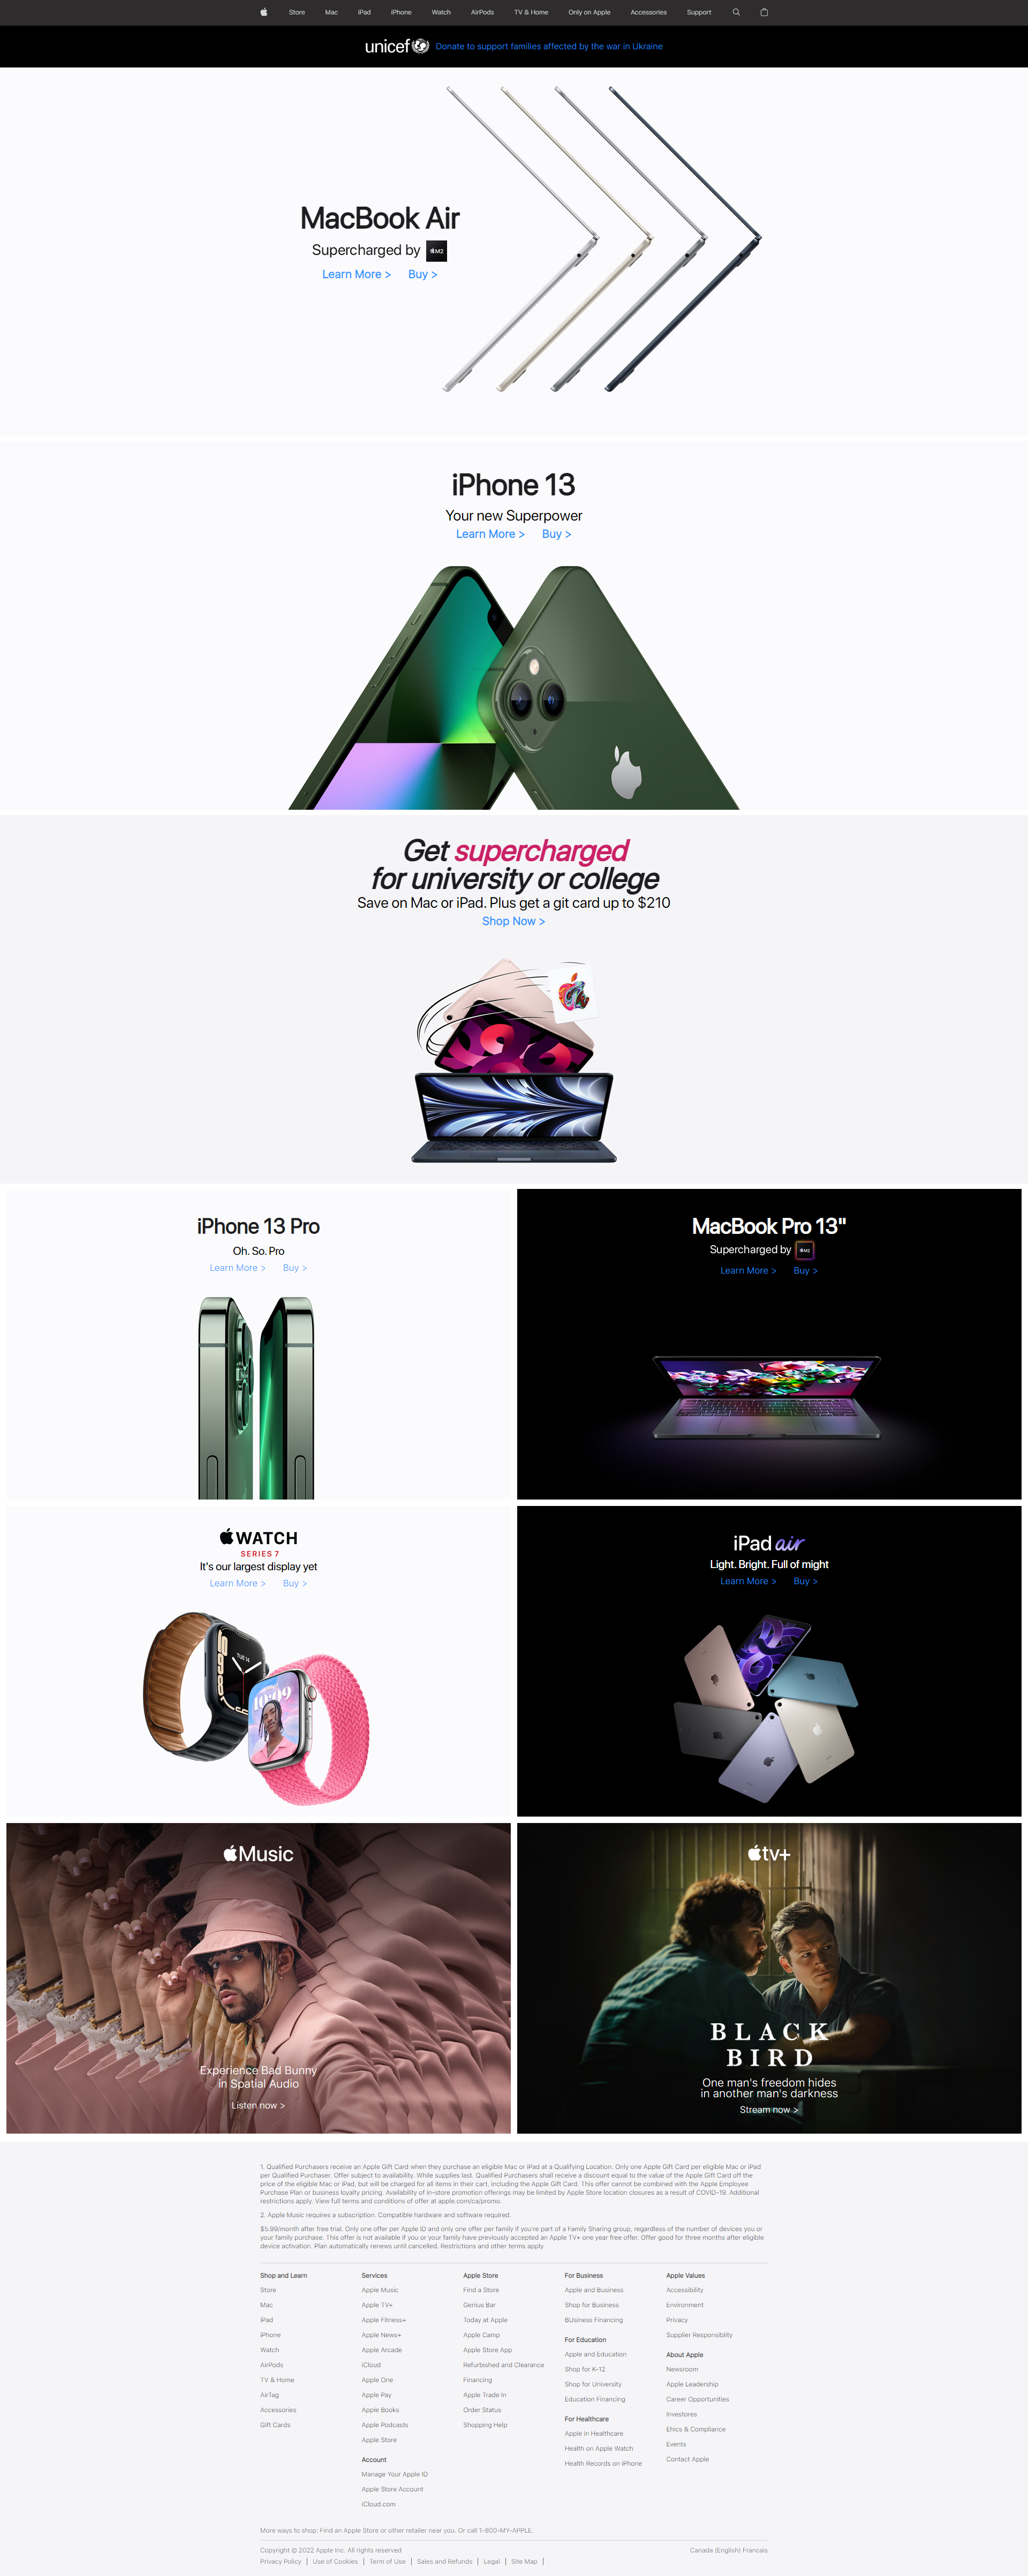 Store Mac iPad iPhone Watch AirPods TV & Home Only on Apple Accessories Support
unicef Donate to support families affected by the war in Ukraine
MacBook Air
Supercharged by M2
Learn More > Buy >
iPhone 13
Your new Superpower
Learn More > Buy >
Get supercharged
for university or college
Save on Mac or iPad. Plus get a git card up to $210
Shop Now >
iPhone 13 Pro
Oh. So. Pro
Learn More > Buy >
MacBook Pro 13"
Supercharged by M2
Learn More > Buy >
WATCH
SERIES 7
It's our largest display yet
Learn More > Buy >
TUE 14
10:09
iPad air
Light. Bright. Full of might
Learn More > Buy >
Music
Experience Bad Bunny
in Spatial Audio
Listen now >
tv+
BLACK
BIRD
One man's freedom hides
in another man's darkness
Stream now >
1. Qualified Purchasers receive an Apple Gift Card when they purchase an eligible Mac or iPad at a Qualifying Location. Only one Apple Gift Card per eligible Mac or iPad
per Qualified Purchaser. Offer subject to availability. While supplies last. Qualified Purchasers shall receive a discount equal to the value of the Apple Gift Card off the
price of the eligible Mac or iPad, but will be charged for all items in their cart, including the Apple Gift Card. This offer cannot be combined with the Apple Employee
Purchase Plan or business loyalty pricing. Availability of in-store promotion offerings may be limited by Apple Store location closures as a result of COVID-19. Additional
restrictions apply. View full terms and conditions of offer at apple.com/ca/promo.
2. Apple Music requires a subscription. Compatible hardware and software required.
$5.99/month after free trial. Only one offer per Apple ID and only one offer per family if you're part of a Family Sharing group, regardless of the number of devices you or
your family purchase. This offer is not available if you or your family have previously accepted an Apple TV+ one year free offer. Offer good for three months after eligible
device activation. Plan automatically renews until cancelled. Restrictions and other terms apply.
Shop and Learn
Store
Mac
iPad
iPhone
Watch
AirPods
TV & Home
AirTag
Accessories
Gift Cards
Services
Apple Music
Apple TV+
Apple Fitness+
Apple News+
Apple Arcade
iCloud
Apple One
Apple Pay
Apple Books
Apple Podcasts
Apple Store
Account
Manage Your Apple ID
Apple Store Account
iCloud.com
Apple Store
Find a Store
Genius Bar
Today at Apple
Apple Camp
Apple Store App
Refurbished and Clearance
Financing
Apple Trade In
Order Status
Shopping Help
For Business
Apple and Business
Shop for Business
BUsiness Financing
For Education
Apple and Education
Shop for K-12
Shop for University
Education Financing
For Healthcare
Apple in Healthcare
Health on Apple Watch
Health Records on iPhone
Apple Values
Accessibility
Environment
Privacy
Supplier Responsiblity
About Apple
Newsroom
Apple Leadership
Career Opportunities
Investores
Ehics & Compliance
Events
Contact Apple
More ways to shop: Find an Apple Store or other retailer near you. Or call 1-800-MY-APPLE.
Copyright © 2022 Apple Inc. All rights reserved Canada (English) Francais
Privacy Policy | Use of Cookies | Term of Use | Sales and Refunds | Legal | Site Map |